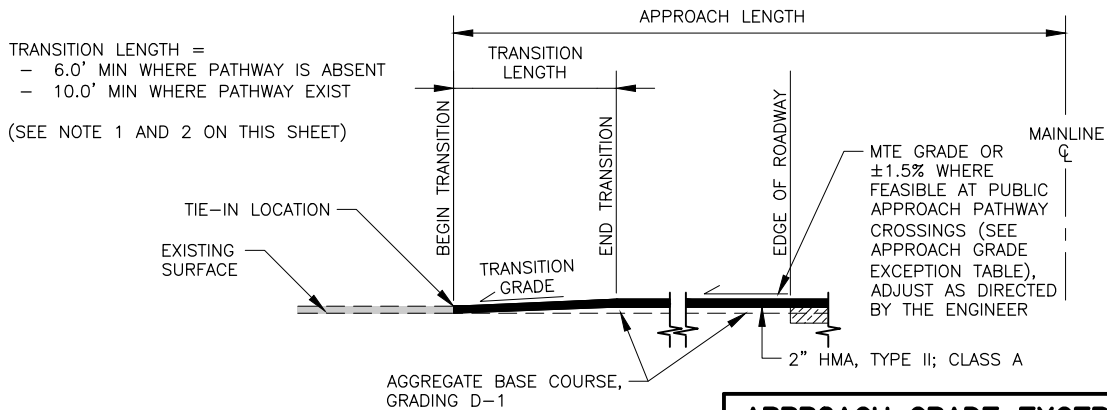 APPROACH LENGTH
TRANSITION LENGTH =
- 6.0' MIN WHERE PATHWAY IS ABSENT
- 10.0' MIN WHERE PATHWAY EXIST
(SEE NOTE 1 AND 2 ON THIS SHEET)
TRANSITION
LENGTH
BEGIN TRANSITION
END TRANSITION
EDGE OF ROADWAY
MAINLINE
℄
MTE GRADE OR
±1.5% WHERE
FEASIBLE AT PUBLIC
APPROACH PATHWAY
CROSSINGS (SEE
APPROACH GRADE
EXCEPTION TABLE),
ADJUST AS DIRECTED
BY THE ENGINEER
TIE-IN LOCATION
EXISTING
SURFACE
TRANSITION
GRADE
2" HMA, TYPE II; CLASS A
AGGREGATE BASE COURSE,
GRADING D-1